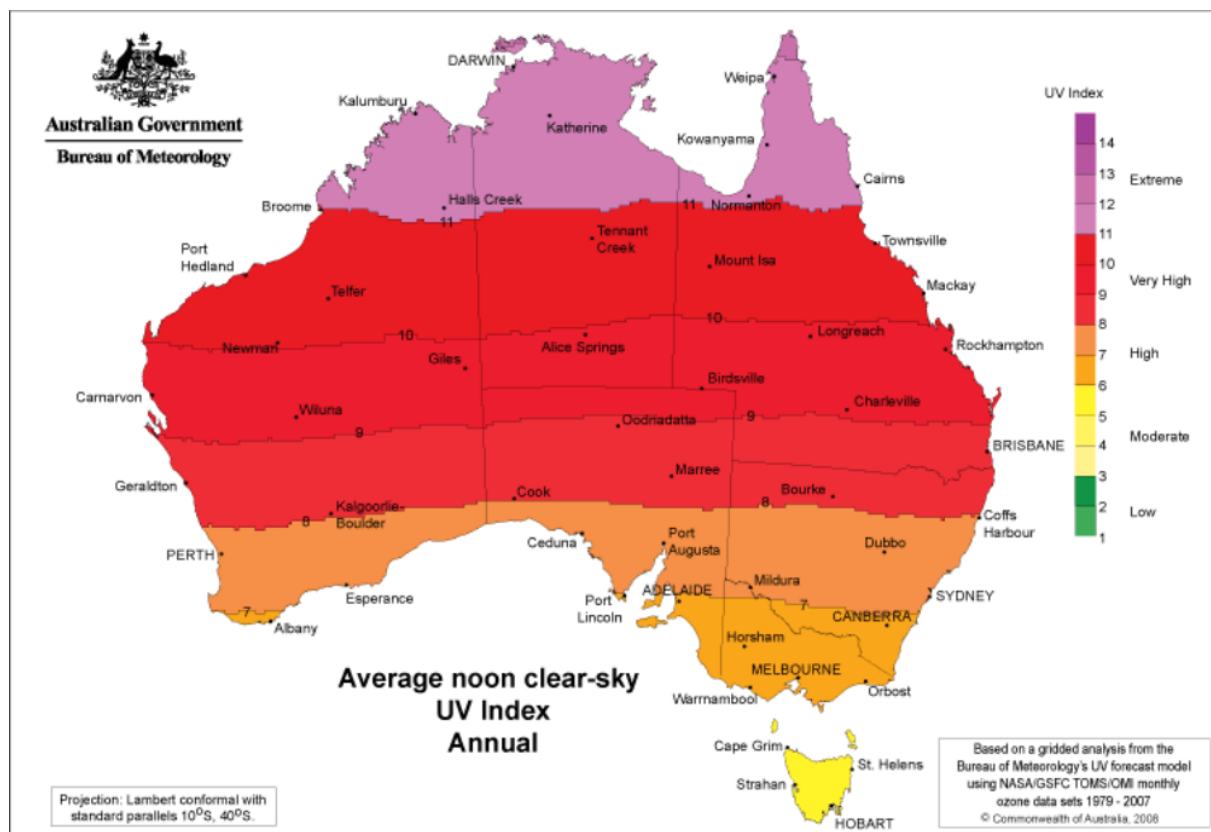 Australian Government
Bureau of Meteorology
DARWIN
Weipa
Kalumburu
Katherine
Kowanyama
Cairns
Broome
Halls Creek
11
11
Normanton
Port
Hedland
Tennant
Creek
Townsville
Mount Isa
Telfer
Mackay
10
10
Newman
Alice Springs
Longreach
Rockhampton
Giles
Birdsville
Carnarvon
Wiluna
Charleville
9
9
Oodnadatta
BRISBANE
Geraldton
Marree
Cook
Bourke
8
8
Kalgoorlie-
Boulder
Coffs
Harbour
PERTH
Ceduna
Port
Augusta
Dubbo
Esperance
Mildura
7
7
Albany
Port
Lincoln
ADELAIDE
SYDNEY
CANBERRA
Horsham
MELBOURNE
Warrnambool
Orbost
Cape Grim
St. Helens
Strahan
HOBART
UV Index
14
13
Extreme
12
11
10
Very High
9
8
High
7
6
5
Moderate
4
3
2
Low
1
Average noon clear-sky
UV Index
Annual
Projection: Lambert conformal with
standard parallels 10°S, 40°S.
Based on a gridded analysis from the
Bureau of Meteorology's UV forecast model
using NASA/GSFC TOMS/OMI monthly
ozone data sets 1979 - 2007
© Commonwealth of Australia, 2008